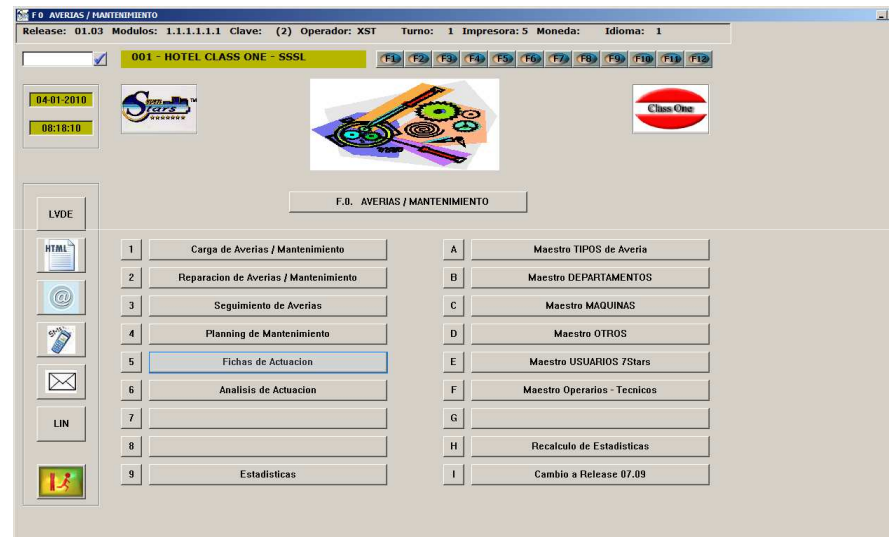 F 0 AVERIAS / MANTENIMIENTO
Release: 01.03 Modulos: 1.1.1.1.1.1 Clave: (2) Operador: XST Turno: 1 Impresora: 5 Moneda: Idioma: 1
001 - HOTEL CLASS ONE - SSSL F1 F2 F3 F4 F5 F6 F7 F8 F9 F10 F11 F12
04-01-2010
08:18:10
Seven Stars TM
Class One
F.0. AVERIAS / MANTENIMIENTO
LVDE
HTML
@
SMS
LIN
1 Carga de Averias / Mantenimiento
2 Reparacion de Averias / Mantenimiento
3 Seguimiento de Averias
4 Planning de Mantenimiento
5 Fichas de Actuacion
6 Analisis de Actuacion
7
8
9 Estadisticas
A Maestro TIPOS de Averia
B Maestro DEPARTAMENTOS
C Maestro MAQUINAS
D Maestro OTROS
E Maestro USUARIOS 7Stars
F Maestro Operarios - Tecnicos
G
H Recalculo de Estadisticas
I Cambio a Release 07.09